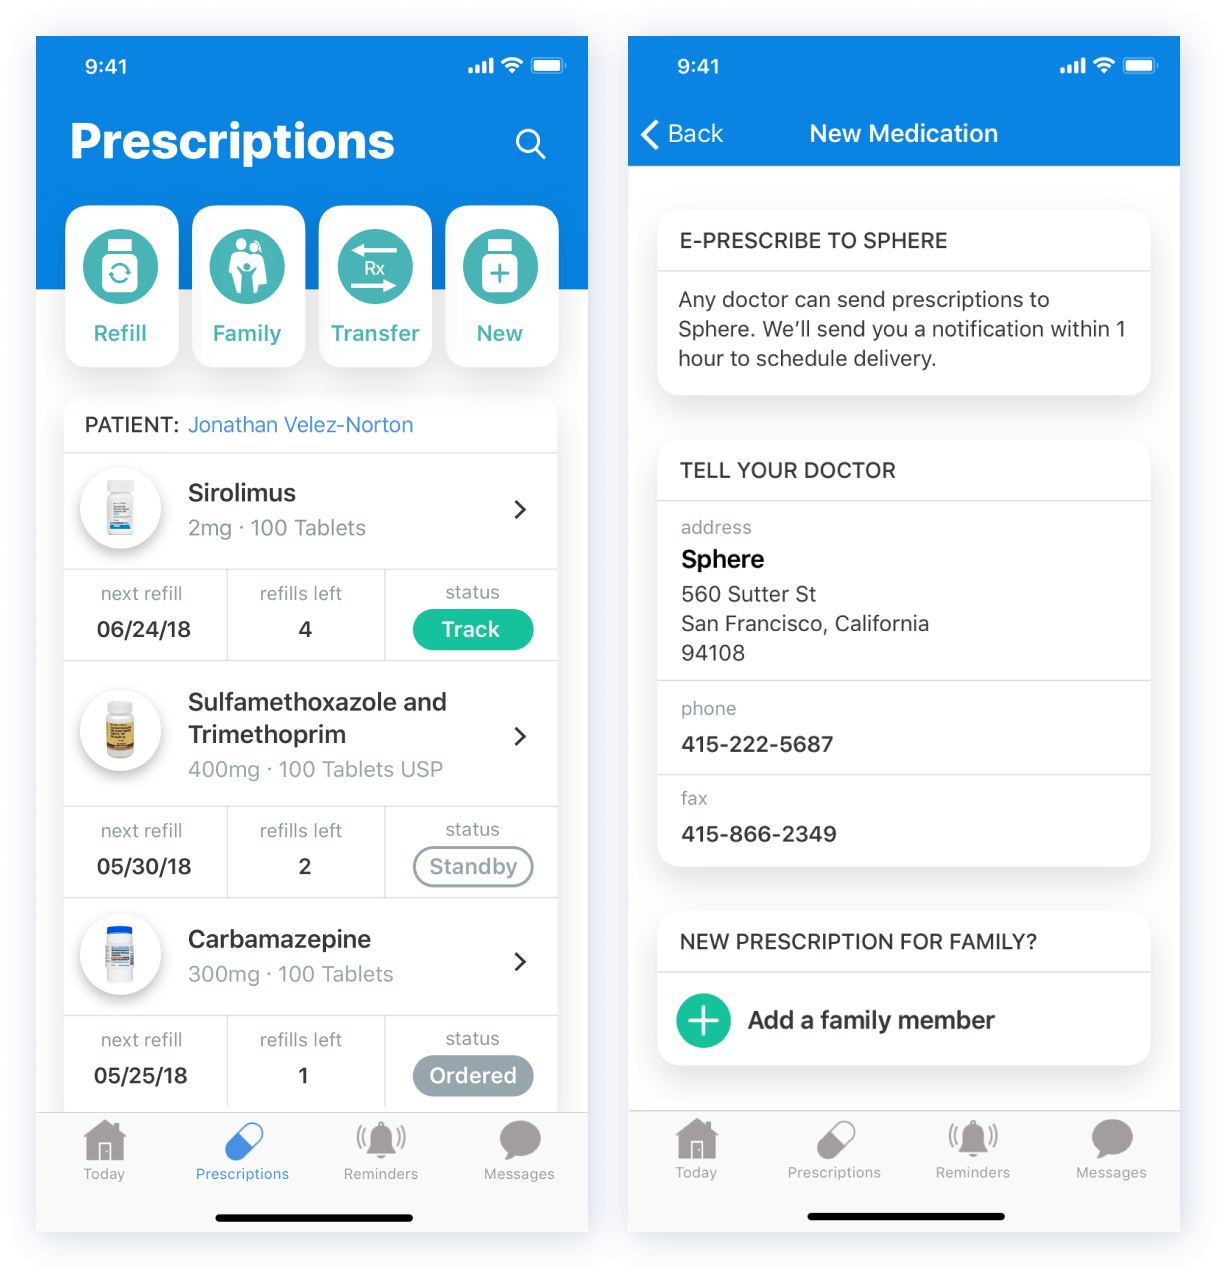 9:41
Prescriptions
Refill
Family
Rx
Transfer
New
PATIENT: Jonathan Velez-Norton
Sirolimus
2mg · 100 Tablets
next refill
refills left
status
06/24/18
4
Track
Sulfamethoxazole and
Trimethoprim
400mg · 100 Tablets USP
next refill
refills left
status
05/30/18
2
Standby
Carbamazepine
300mg · 100 Tablets
next refill
refills left
status
05/25/18
1
Ordered
Today
Prescriptions
Reminders
Messages
9:41
Back
New Medication
E-PRESCRIBE TO SPHERE
Any doctor can send prescriptions to
Sphere. We’ll send you a notification within 1
hour to schedule delivery.
TELL YOUR DOCTOR
address
Sphere
560 Sutter St
San Francisco, California
94108
phone
415-222-5687
fax
415-866-2349
NEW PRESCRIPTION FOR FAMILY?
Add a family member
Today
Prescriptions
Reminders
Messages